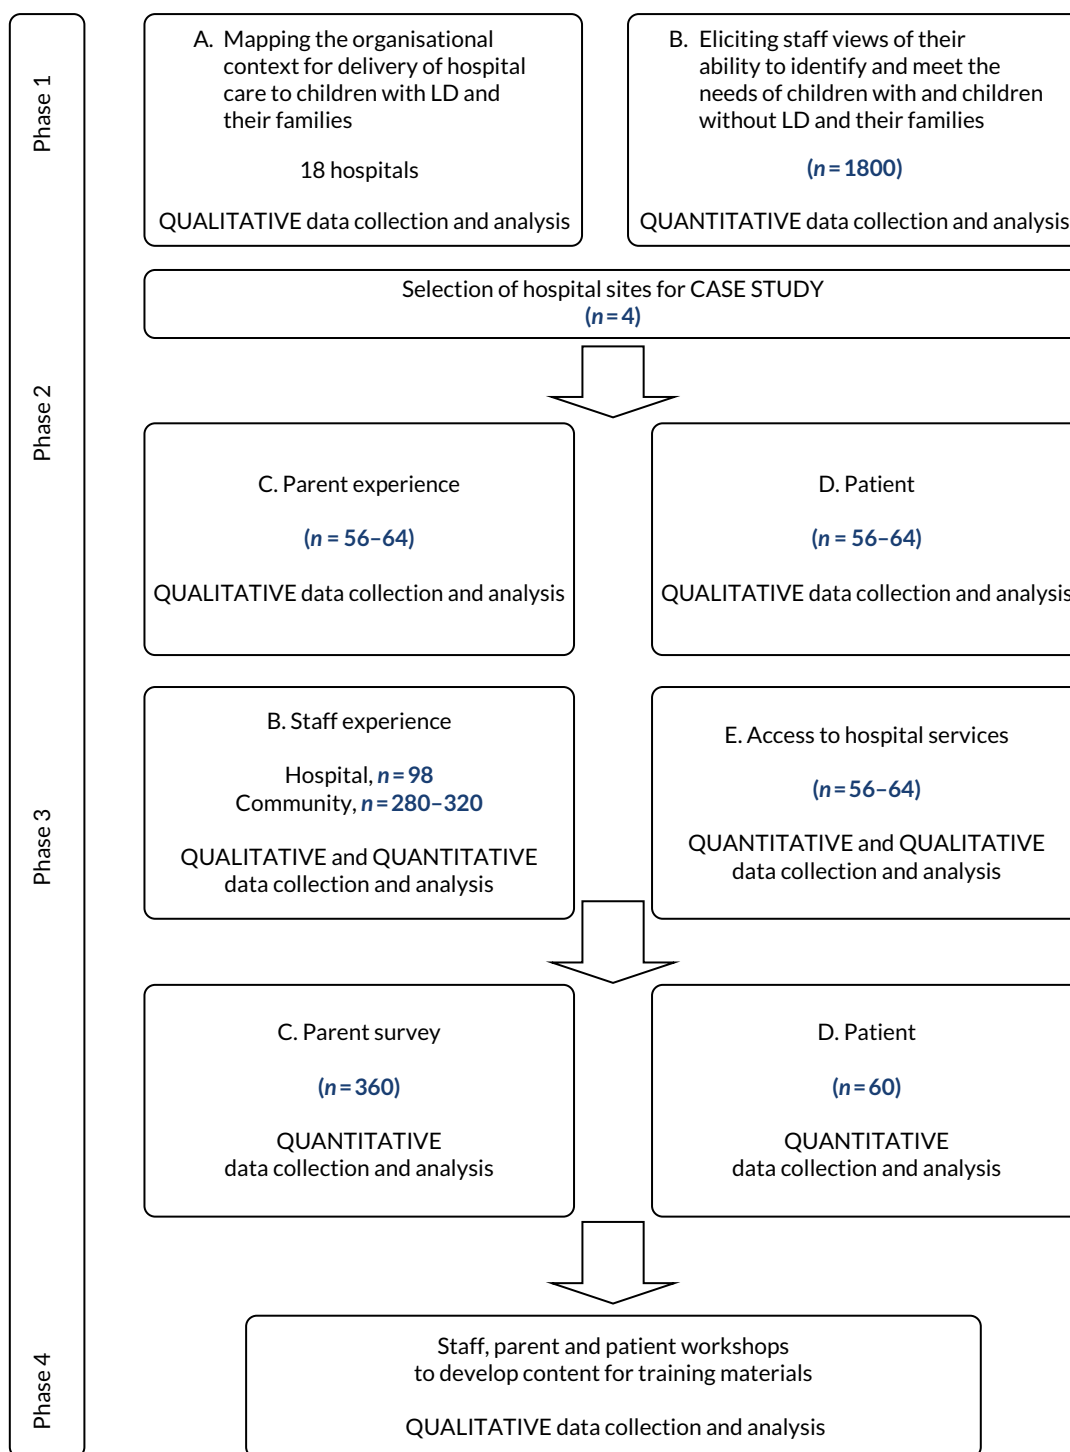 Phase 1
A. Mapping the organisational
context for delivery of hospital
care to children with LD and
their families
18 hospitals
QUALITATIVE data collection and analysis
B. Eliciting staff views of their
ability to identify and meet the
needs of children with and children
without LD and their families
(n = 1800)
QUANTITATIVE data collection and analysis
Selection of hospital sites for CASE STUDY
(n = 4)
Phase 2
C. Parent experience
(n = 56–64)
QUALITATIVE data collection and analysis
D. Patient
(n = 56–64)
QUALITATIVE data collection and analysis
Phase 3
B. Staff experience
Hospital, n = 98
Community, n = 280–320
QUALITATIVE and QUANTITATIVE
data collection and analysis
E. Access to hospital services
(n = 56–64)
QUANTITATIVE and QUALITATIVE
data collection and analysis
C. Parent survey
(n = 360)
QUANTITATIVE
data collection and analysis
D. Patient
(n = 60)
QUANTITATIVE
data collection and analysis
Phase 4
Staff, parent and patient workshops
to develop content for training materials
QUALITATIVE data collection and analysis